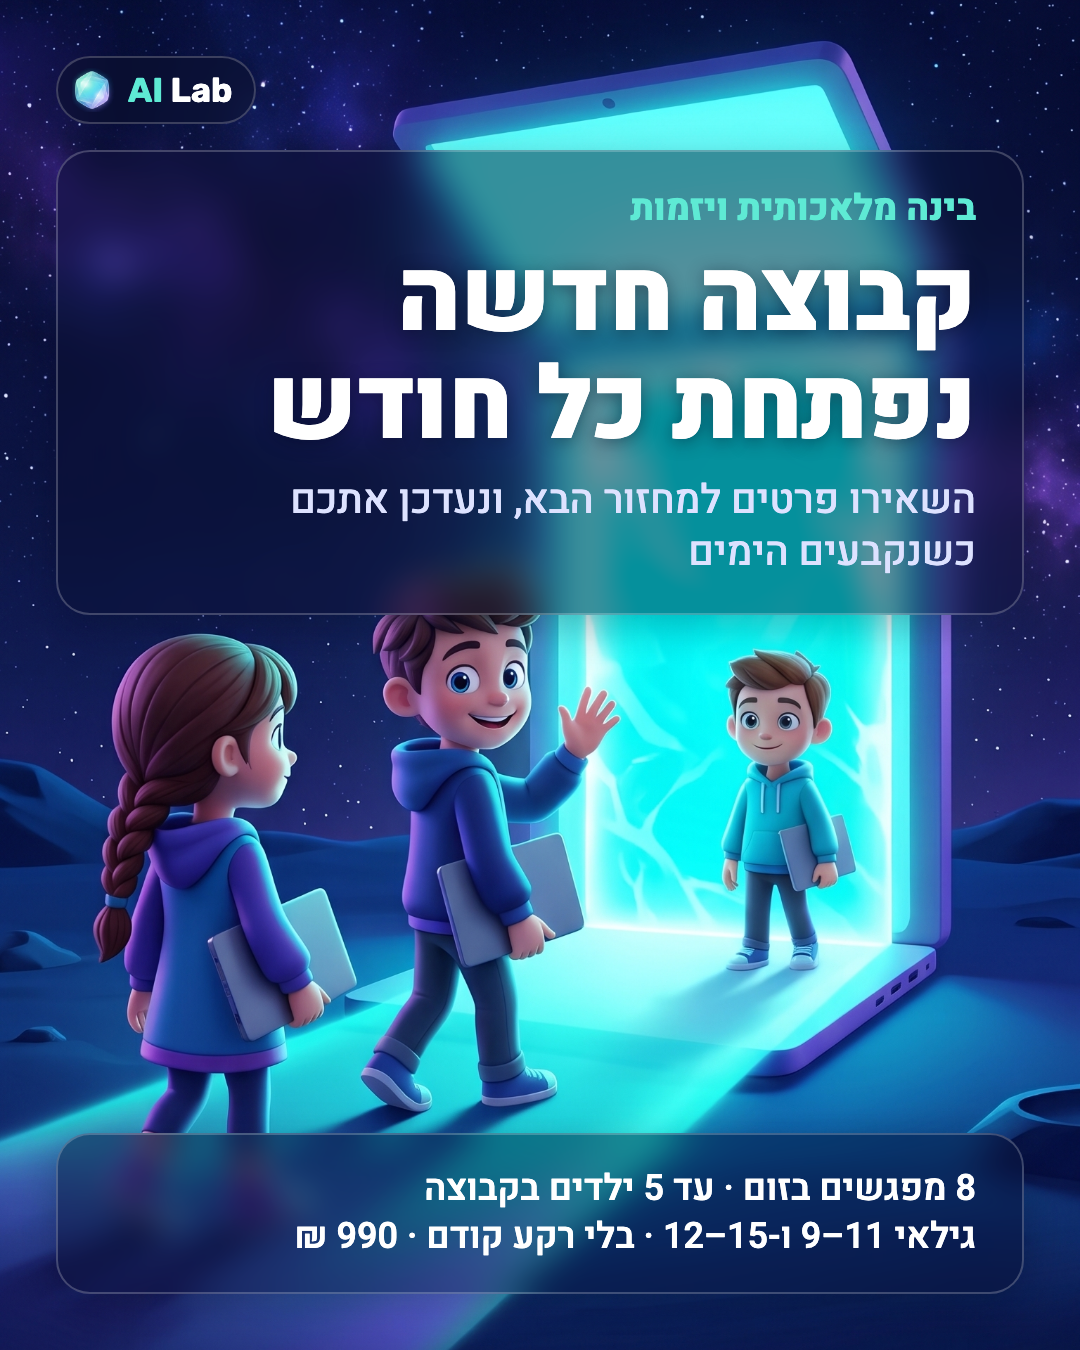 AI Lab
בינה מלאכותית ויזמות
קבוצה חדשה
נפתחת כל חודש
השאירו פרטים למחזור הבא, ונעדכן אתכם
כשנקבעים הימים
8 מפגשים בזום · עד 5 ילדים בקבוצה
גילאי 9–11 ו-12–15 · בלי רקע קודם · 990 ₪